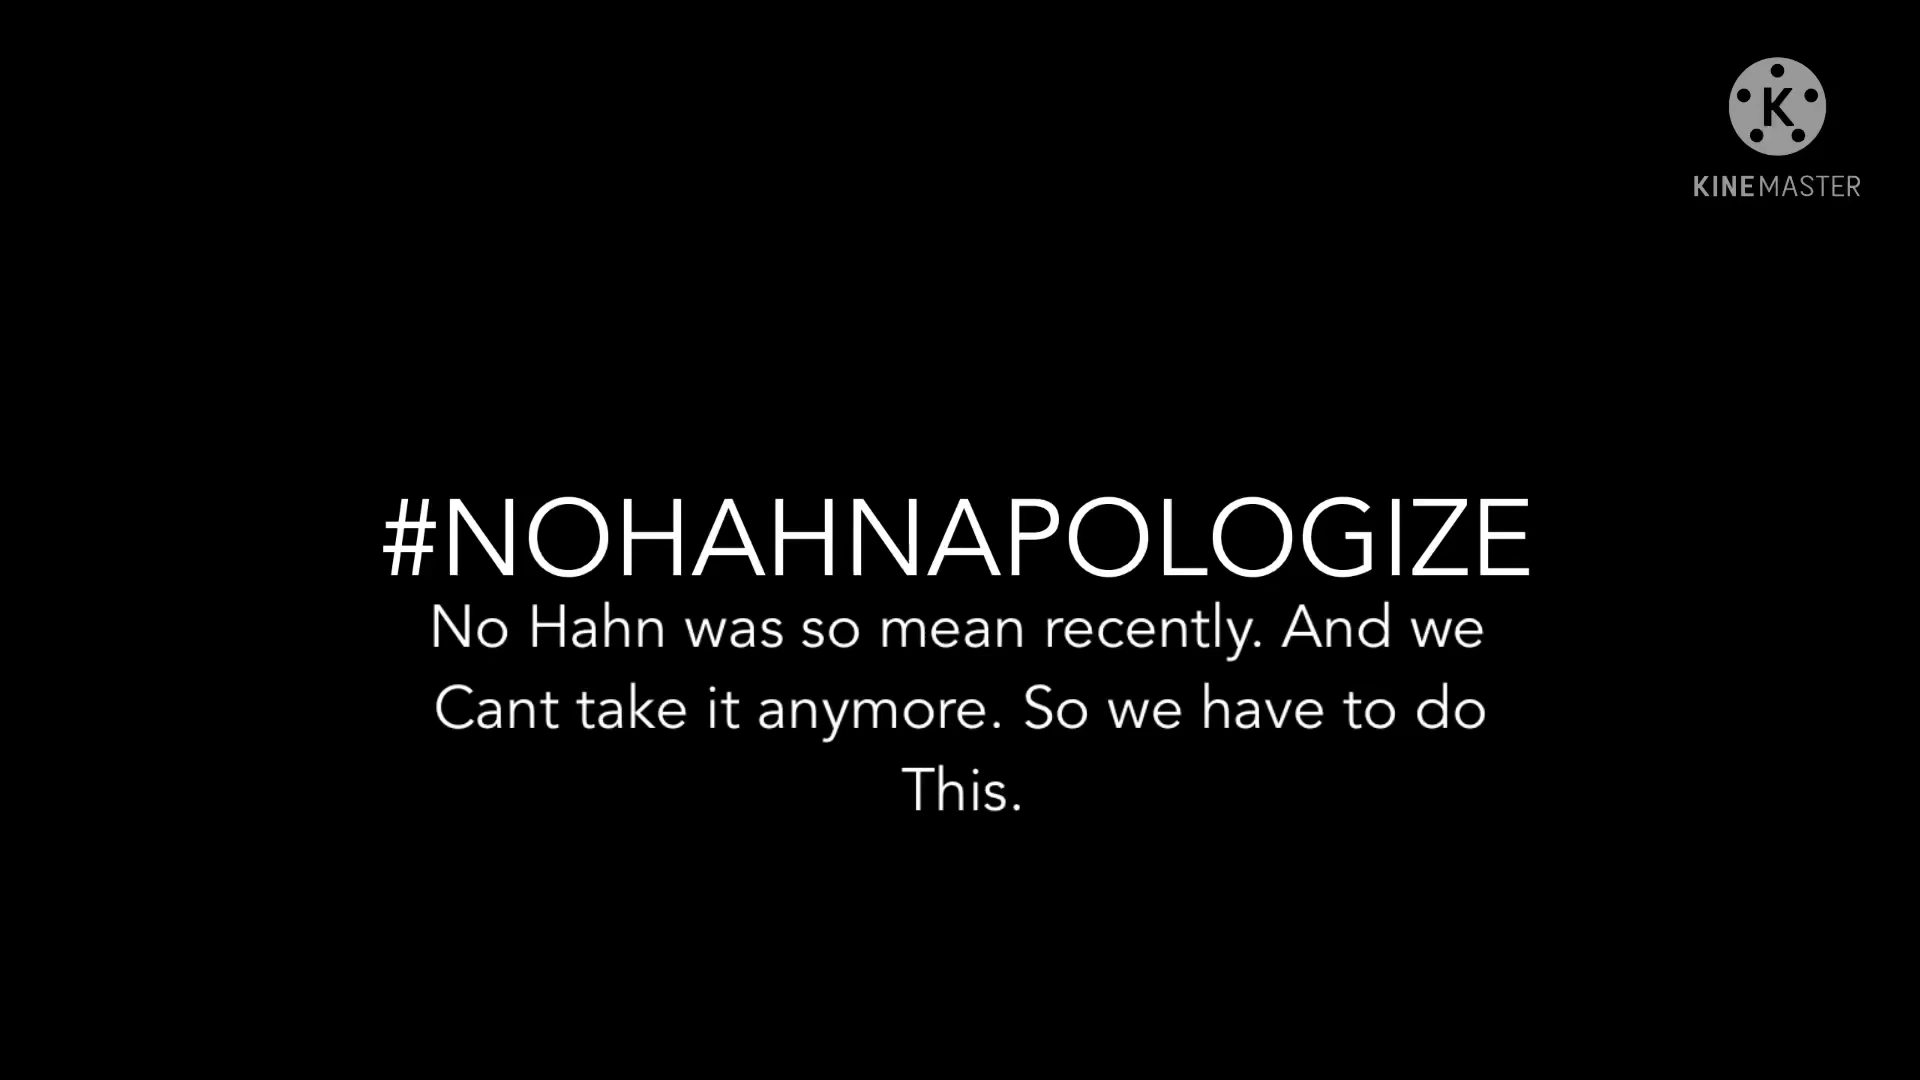 K
KINEMASTER
#NOHAHNAPOLOGIZE
No Hahn was so mean recently. And we
Cant take it anymore. So we have to do
This.